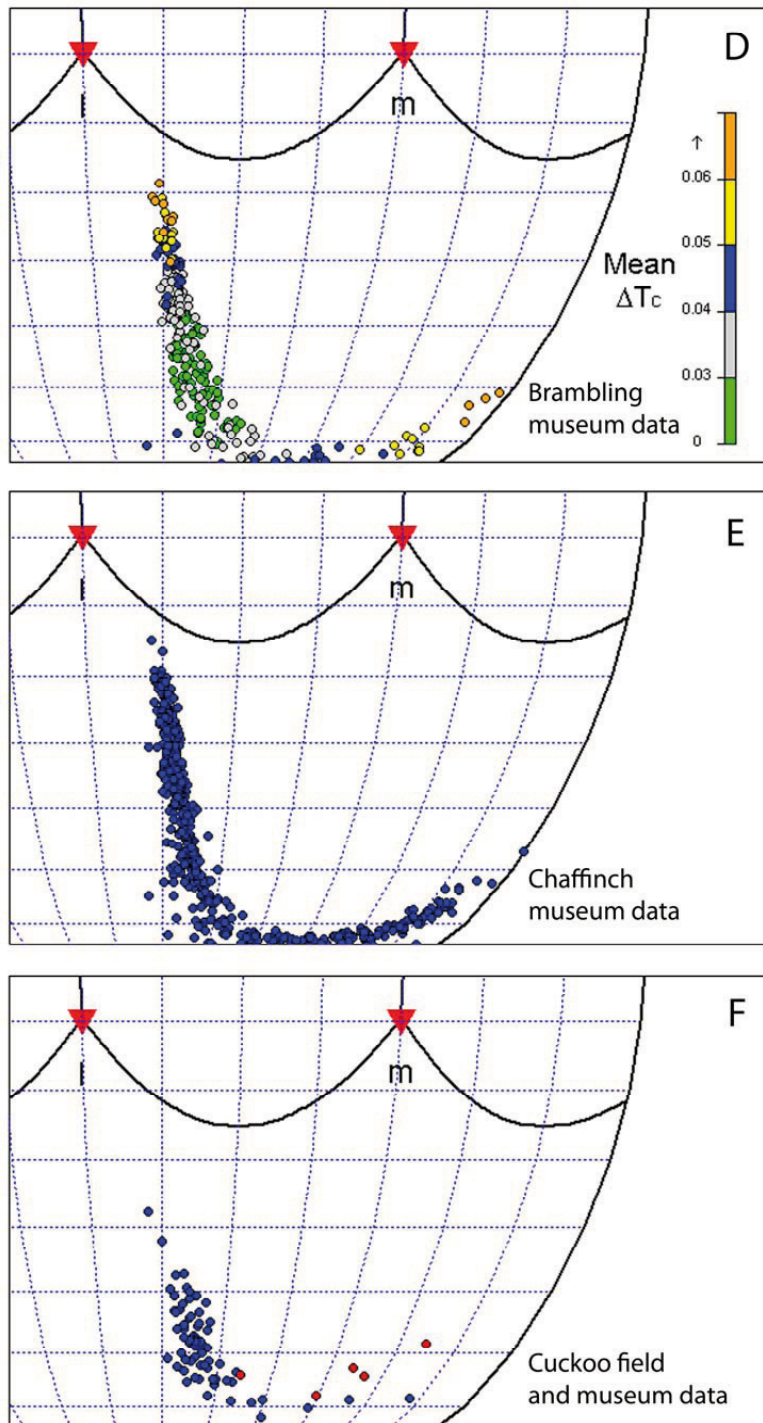 D
l
m
↑
0.06
0.05
Mean
ΔTc
0.04
0.03
0
Brambling
museum data
E
l
m
Chaffinch
museum data
F
l
m
Cuckoo field
and museum data